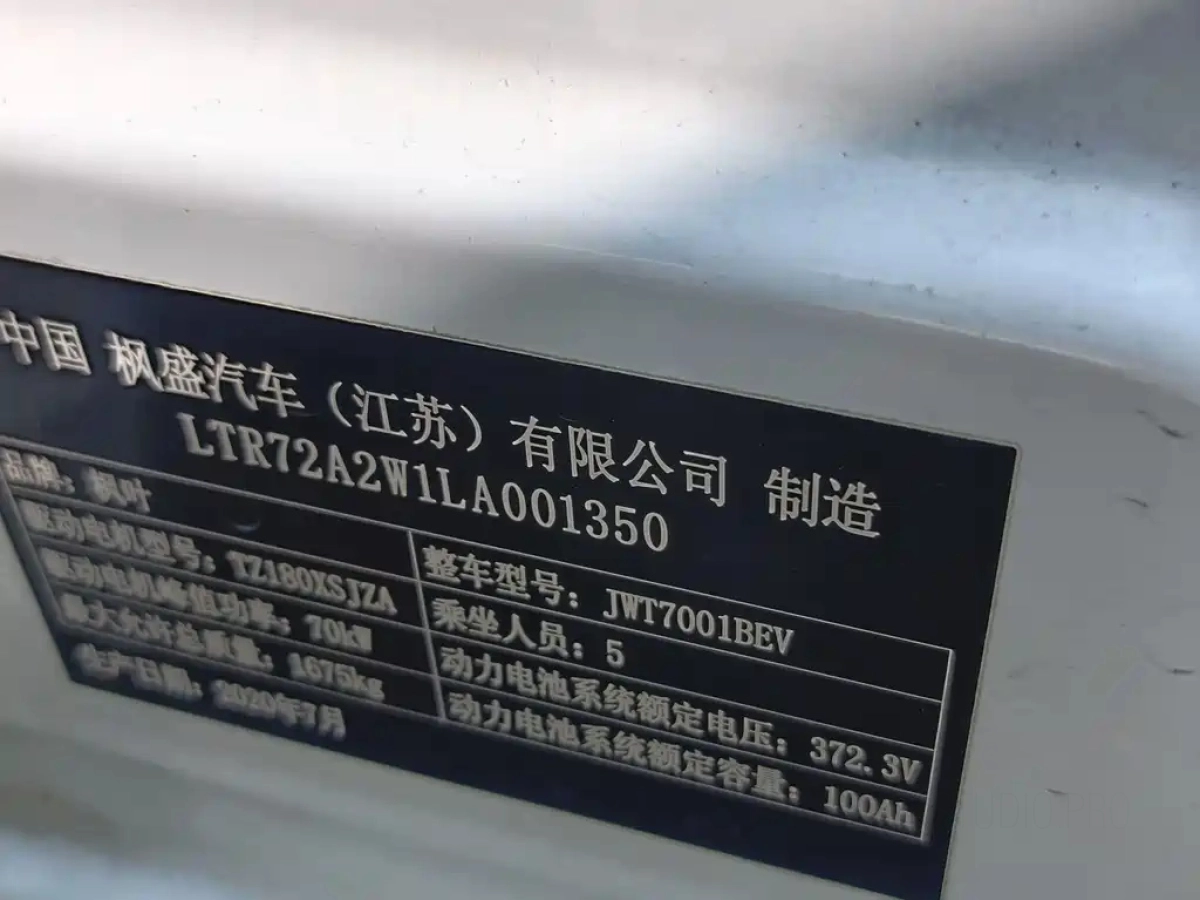 中国 枫盛汽车（江苏）有限公司 制造
LTR72A2W1LA001350
品牌：枫叶
整车型号：JWT7001BEV
驱动电机型号：TZ180XSJZA
乘坐人员：5
驱动电机峰值功率：70kW
动力电池系统额定电压：372.3V
最大允许总质量：1675kg
动力电池系统额定容量：100Ah
生产日期：2020年7月